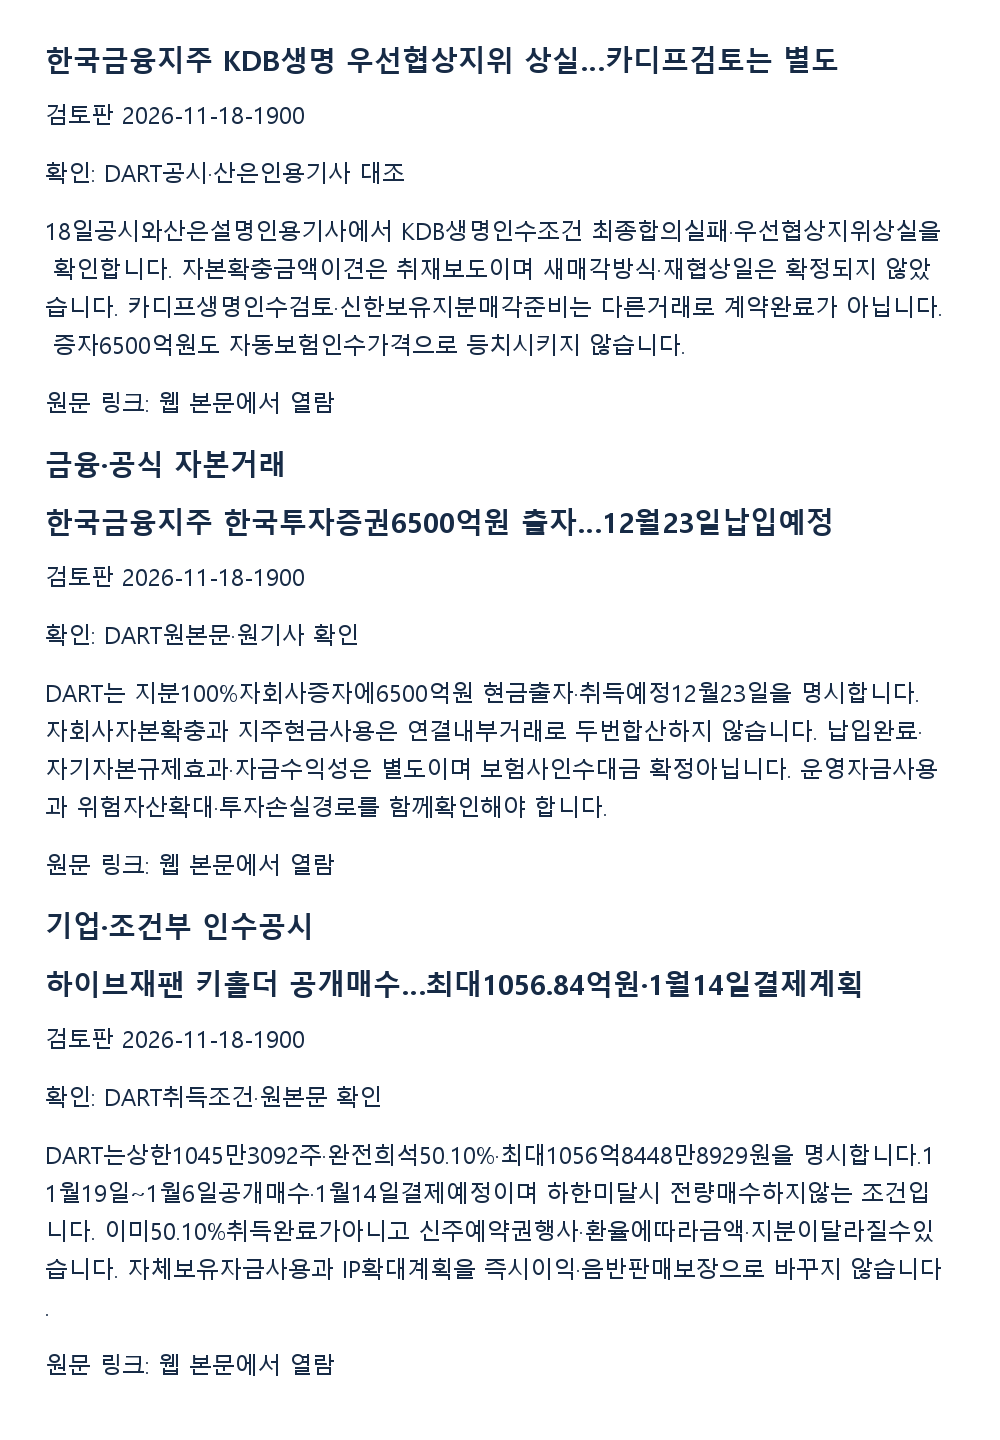 한국금융지주 KDB생명 우선협상지위 상실...카디프검토는 별도
검토판 2026-11-18-1900
확인: DART공시·산은인용기사 대조
18일공시와산은설명인용기사에서 KDB생명인수조건 최종합의실패·우선협상지위상실을
확인합니다. 자본확충금액이견은 취재보도이며 새매각방식·재협상일은 확정되지 않았
습니다. 카디프생명인수검토·신한보유지분매각준비는 다른거래로 계약완료가 아닙니다.
증자6500억원도 자동보험인수가격으로 등치시키지 않습니다.
원문 링크: 웹 본문에서 열람
금융·공식 자본거래
한국금융지주 한국투자증권6500억원 출자...12월23일납입예정
검토판 2026-11-18-1900
확인: DART원본문·원기사 확인
DART는 지분100%자회사증자에6500억원 현금출자·취득예정12월23일을 명시합니다.
자회사자본확충과 지주현금사용은 연결내부거래로 두번합산하지 않습니다. 납입완료·
자기자본규제효과·자금수익성은 별도이며 보험사인수대금 확정아닙니다. 운영자금사용
과 위험자산확대·투자손실경로를 함께확인해야 합니다.
원문 링크: 웹 본문에서 열람
기업·조건부 인수공시
하이브재팬 키홀더 공개매수...최대1056.84억원·1월14일결제계획
검토판 2026-11-18-1900
확인: DART취득조건·원본문 확인
DART는상한1045만3092주·완전희석50.10%·최대1056억8448만8929원을 명시합니다.1
1월19일~1월6일공개매수·1월14일결제예정이며 하한미달시 전량매수하지않는 조건입
니다. 이미50.10%취득완료가아니고 신주예약권행사·환율에따라금액·지분이달라질수있
습니다. 자체보유자금사용과 IP확대계획을 즉시이익·음반판매보장으로 바꾸지 않습니다
.
원문 링크: 웹 본문에서 열람